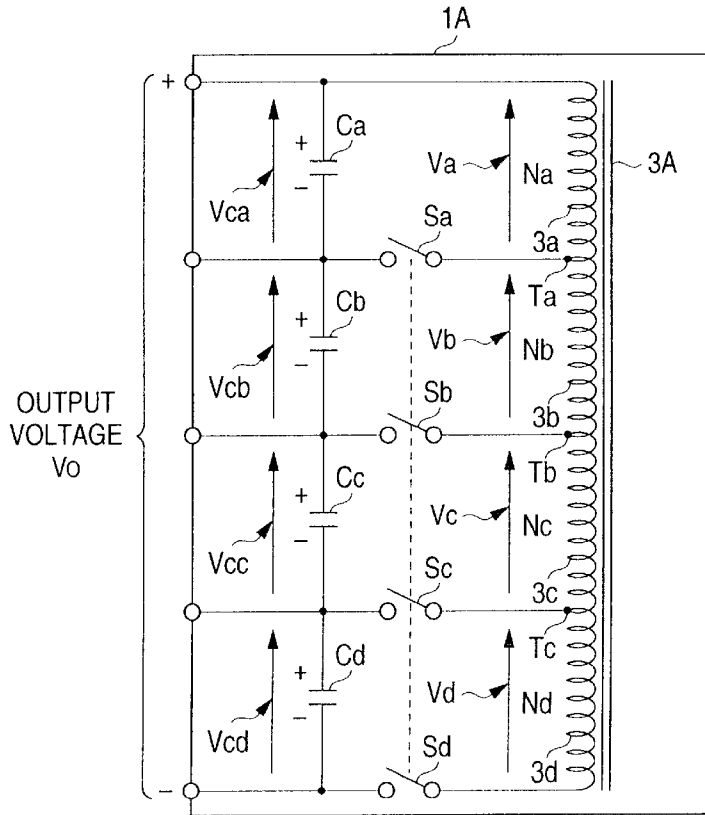 1A
+
Ca
+
−
Vca
Va
Na
3A
Sa
3a
Ta
Cb
+
−
Vcb
Vb
Nb
OUTPUT
VOLTAGE
Vo
Sb
3b
Tb
Cc
+
−
Vcc
Vc
Nc
Sc
3c
Tc
Cd
+
−
Vcd
Vd
Nd
Sd
3d
−